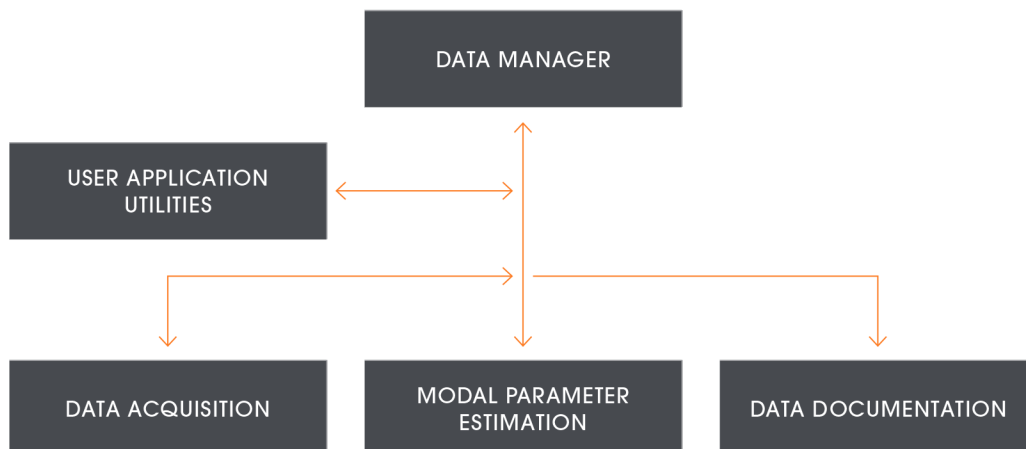 DATA MANAGER
USER APPLICATION
UTILITIES
DATA ACQUISITION
MODAL PARAMETER
ESTIMATION
DATA DOCUMENTATION